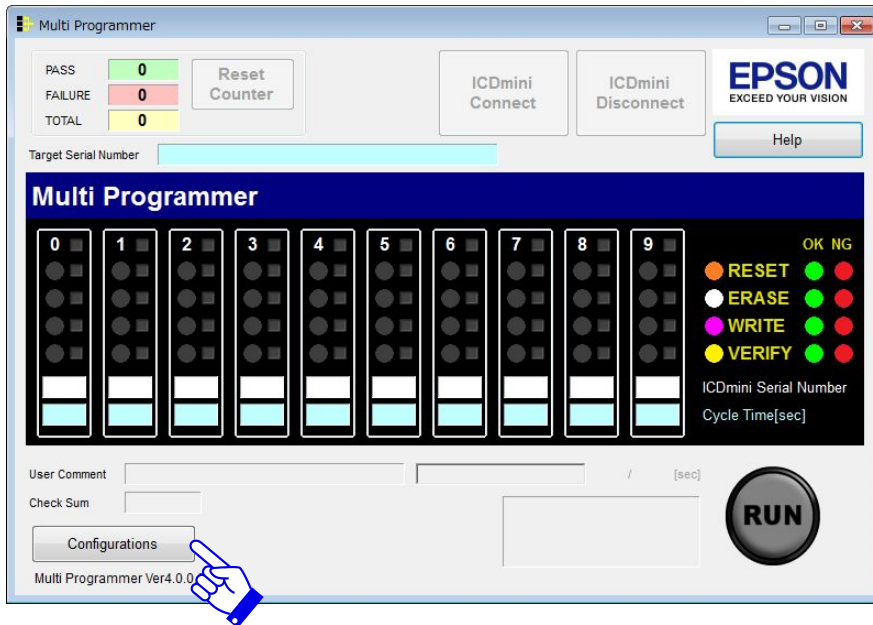 Multi Programmer
PASS 0
FAILURE 0
TOTAL 0
Reset
Counter
ICDmini
Connect
ICDmini
Disconnect
EPSON
EXCEED YOUR VISION
Help
Target Serial Number
Multi Programmer
0 1 2 3 4 5 6 7 8 9
OK NG
RESET
ERASE
WRITE
VERIFY
ICDmini Serial Number
Cycle Time[sec]
User Comment
/ [sec]
Check Sum
RUN
Configurations
Multi Programmer Ver4.0.0